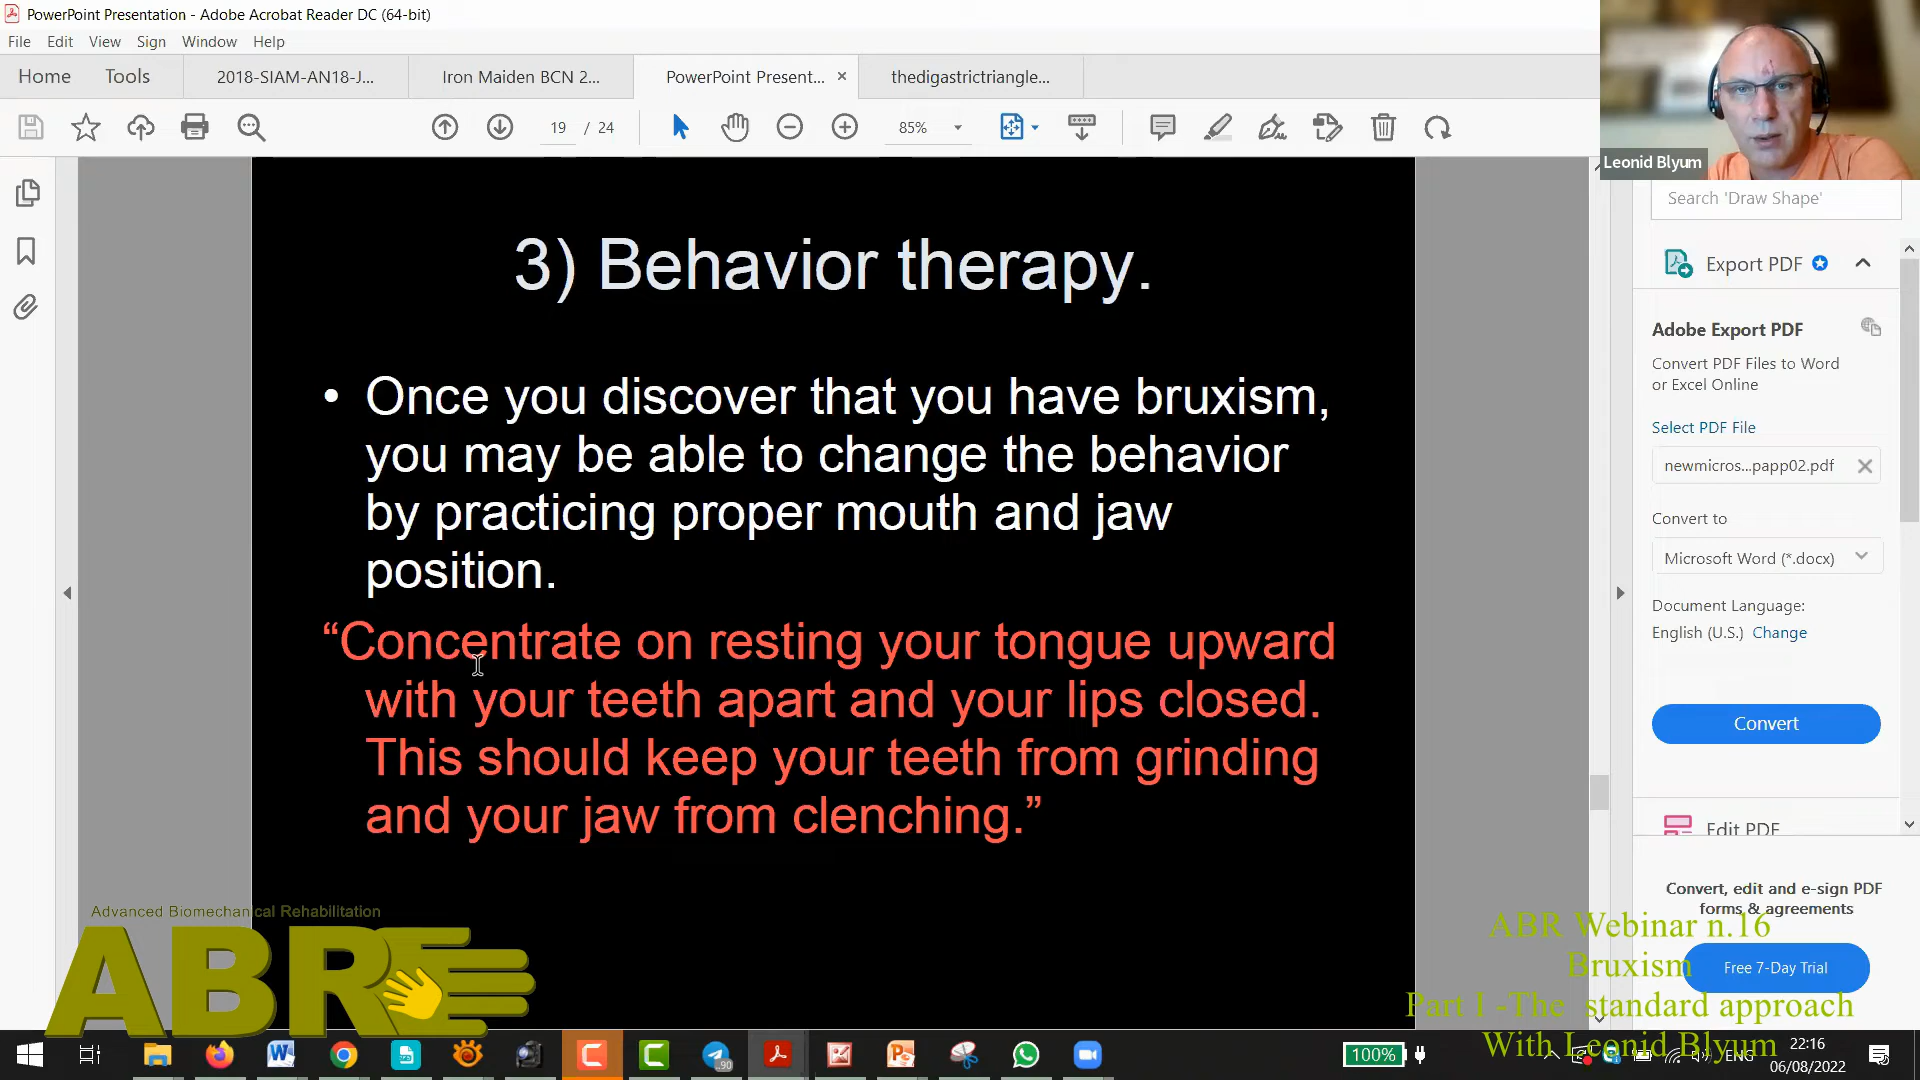 PowerPoint Presentation - Adobe Acrobat Reader DC (64-bit)
File Edit View Sign Window Help
Home Tools 2018-SIAM-AN18-J... Iron Maiden BCN 2... PowerPoint Present... thedigastrictriangle...
19 / 24 85%
Leonid Blyum
Search 'Draw Shape'
Export PDF
Adobe Export PDF
Convert PDF Files to Word
or Excel Online
Select PDF File
newmicros...papp02.pdf
Convert to
Microsoft Word (*.docx)
Document Language:
English (U.S.) Change
Convert
Edit PDF
Convert, edit and e-sign PDF
forms & agreements
Free 7-Day Trial
3) Behavior therapy.
• Once you discover that you have bruxism,
you may be able to change the behavior
by practicing proper mouth and jaw
position.
“Concentrate on resting your tongue upward
with your teeth apart and your lips closed.
This should keep your teeth from grinding
and your jaw from clenching.”
Advanced Biomechanical Rehabilitation
ABR
ABR Webinar n.16
Bruxism
Part I -The standard approach
With Leonid Blyum
100%
ENG
22:16
06/08/2022